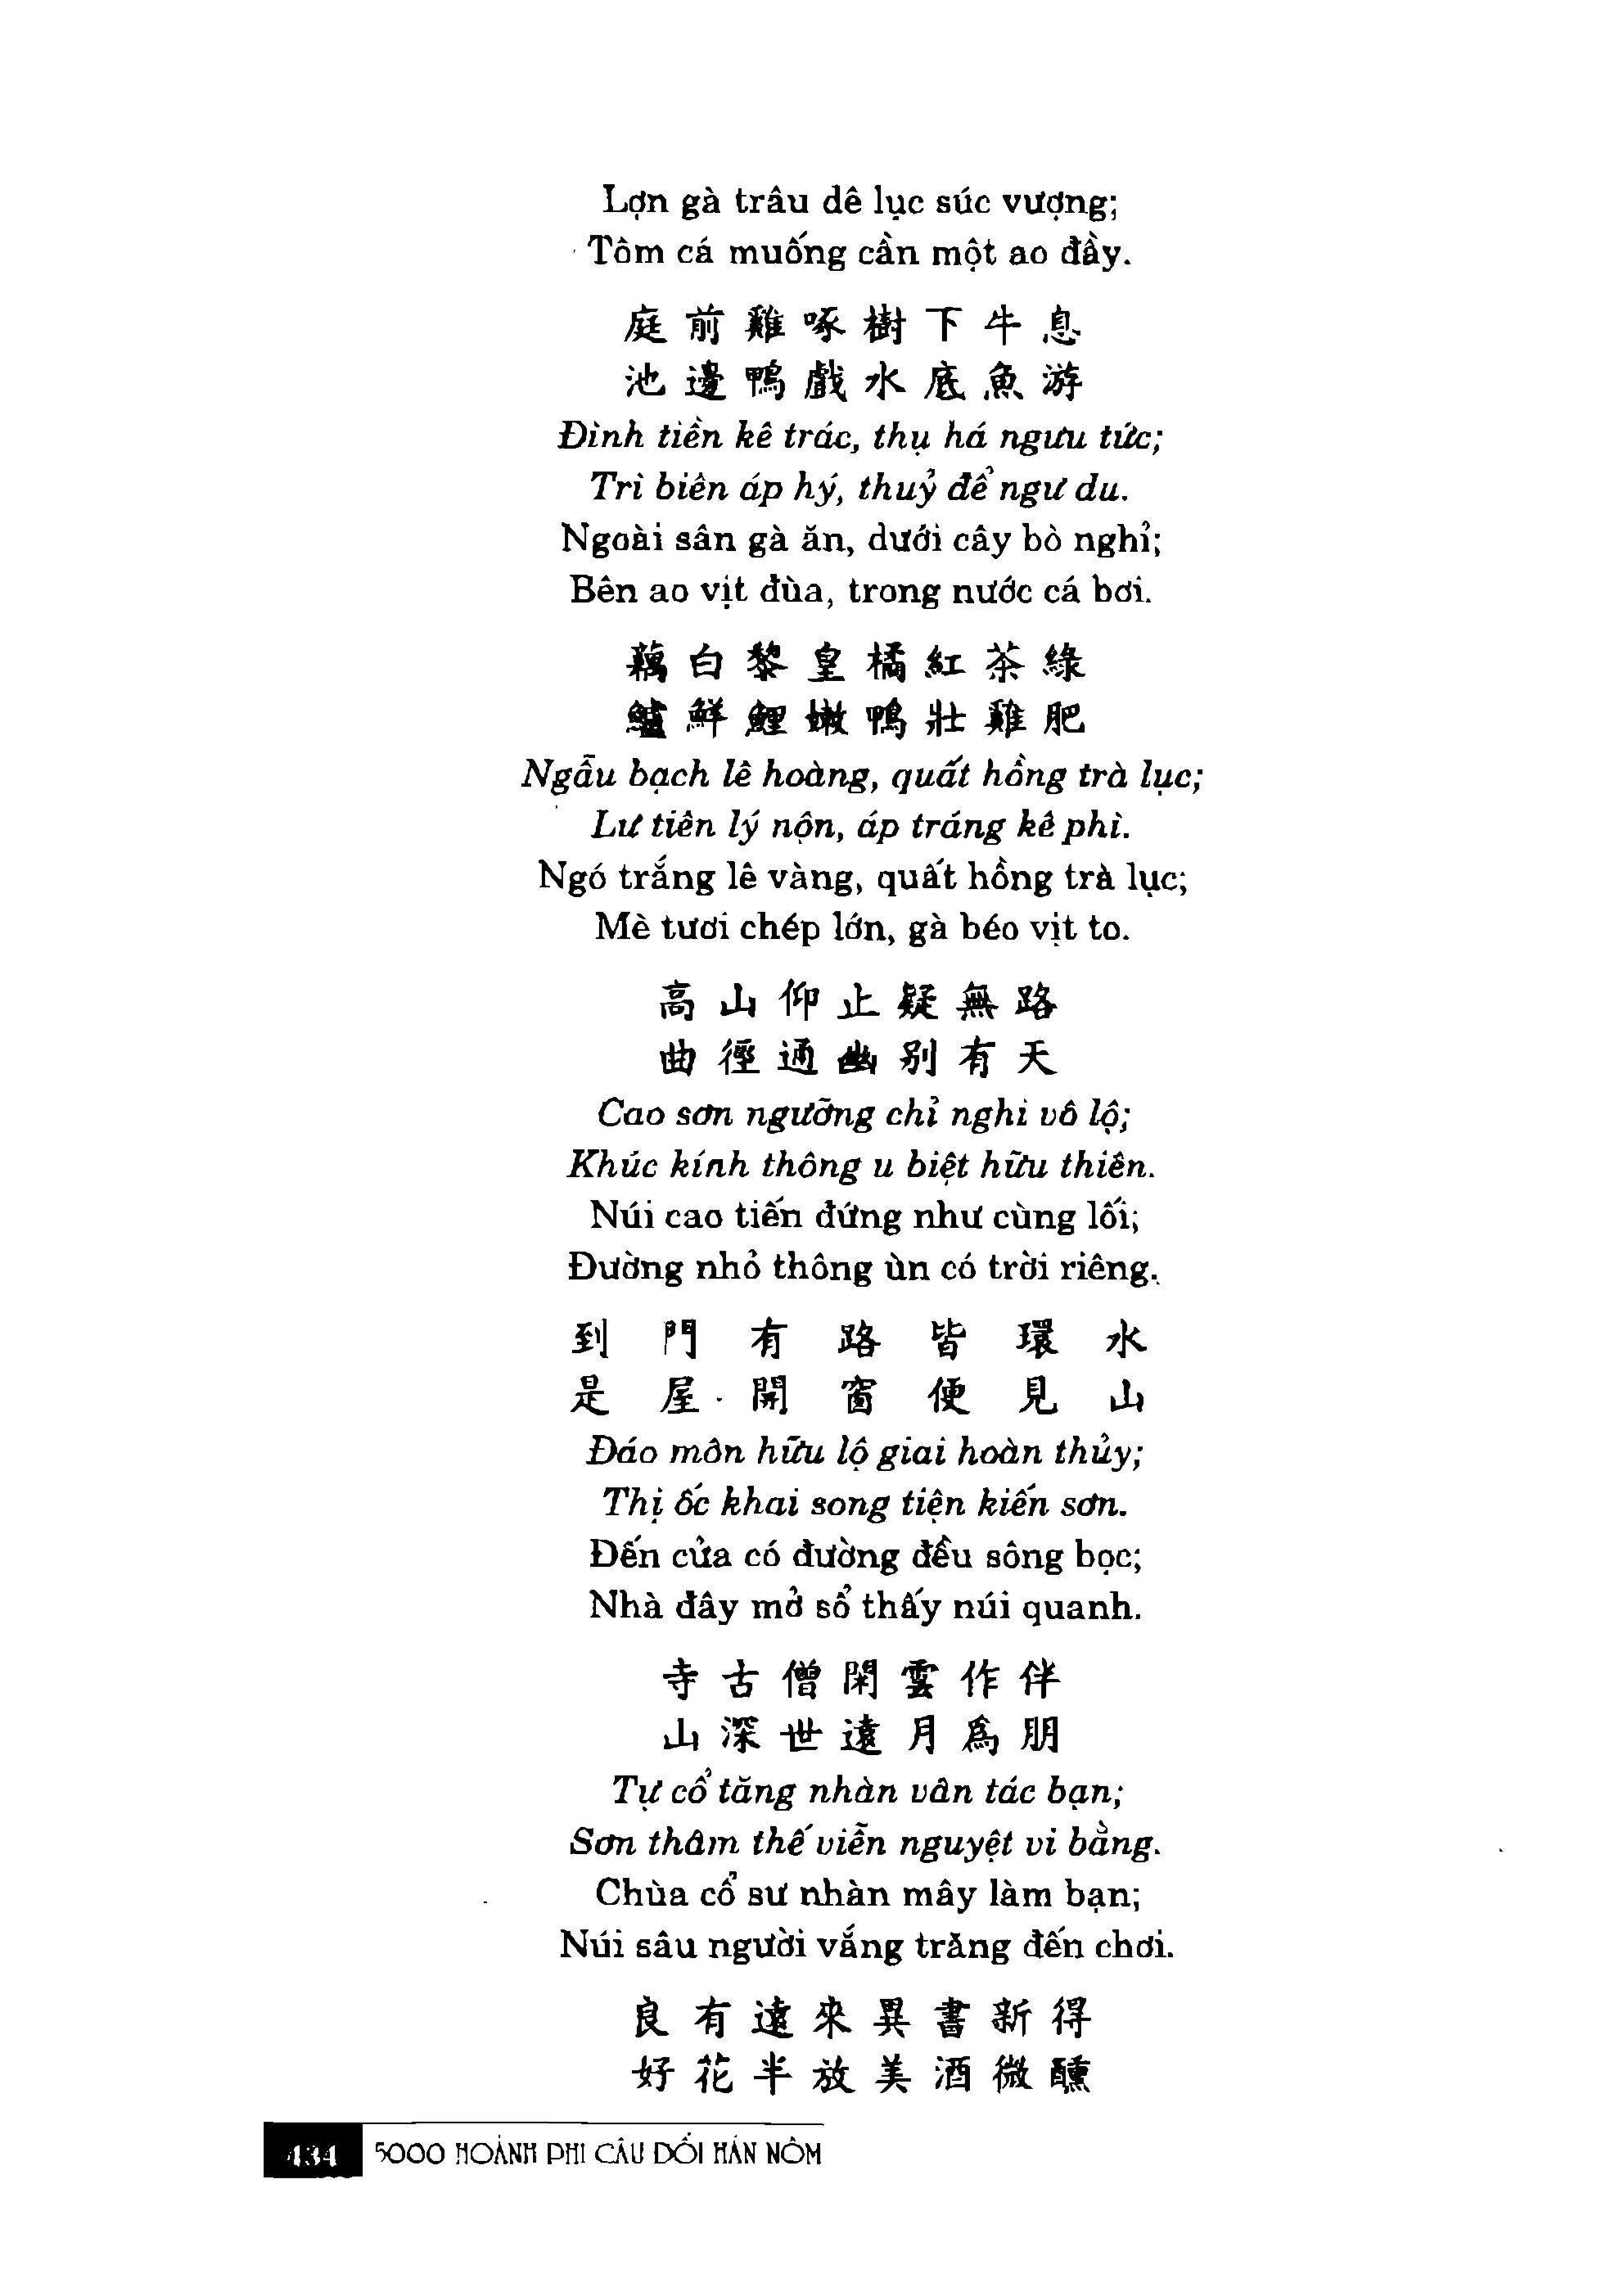 Lợn gà trâu dê lục súc vượng;
Tôm cá muống cần một ao đầy.
庭前雞啄樹下牛息
池邊鴨戲水底魚游
Đình tiền kê trác, thụ há ngưu tức;
Trì biên áp hý, thuỷ để ngư du.
Ngoài sân gà ăn, dưới cây bò nghỉ;
Bên ao vịt đùa, trong nước cá bơi.
藕白黎皇橘紅茶綠
鱸鮮鯉嫩鴨壯雞肥
Ngẫu bạch lê hoàng, quất hồng trà lục;
Lư tiên lý nộn, áp tráng kê phì.
Ngó trắng lê vàng, quất hồng trà lục;
Mè tươi chép lớn, gà béo vịt to.
高山仰止疑無路
曲徑通幽别有天
Cao sơn ngưỡng chỉ nghi vô lộ;
Khúc kính thông u biệt hữu thiên.
Núi cao tiến đứng như cùng lối;
Đường nhỏ thông ùn có trời riêng.
到門有路皆環水
是屋開窗便見山
Đáo môn hữu lộ giai hoàn thủy;
Thị ốc khai song tiện kiến sơn.
Đến cửa có đường đều sông bọc;
Nhà đây mở sổ thấy núi quanh.
寺古僧閑雲作伴
山深世遠月為朋
Tự cổ tăng nhàn vân tác bạn;
Sơn thâm thế viễn nguyệt vi bằng.
Chùa cổ sư nhàn mây làm bạn;
Núi sâu người vắng trăng đến chơi.
良有遠來異書新得
好花半放美酒微醺
434 5000 HOÀNH PHI CÂU ĐỐI HÁN NÔM